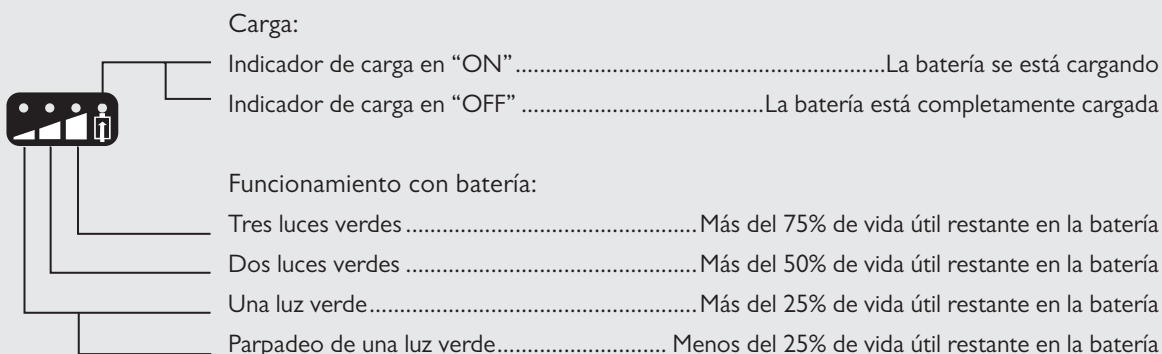 Carga:
Indicador de carga en “ON”......................................................................La batería se está cargando
Indicador de carga en “OFF” .............................................La batería está completamente cargada
Funcionamiento con batería:
Tres luces verdes.......................................................Más del 75% de vida útil restante en la batería
Dos luces verdes .......................................................Más del 50% de vida útil restante en la batería
Una luz verde..............................................................Más del 25% de vida útil restante en la batería
Parpadeo de una luz verde................................ Menos del 25% de vida útil restante en la batería